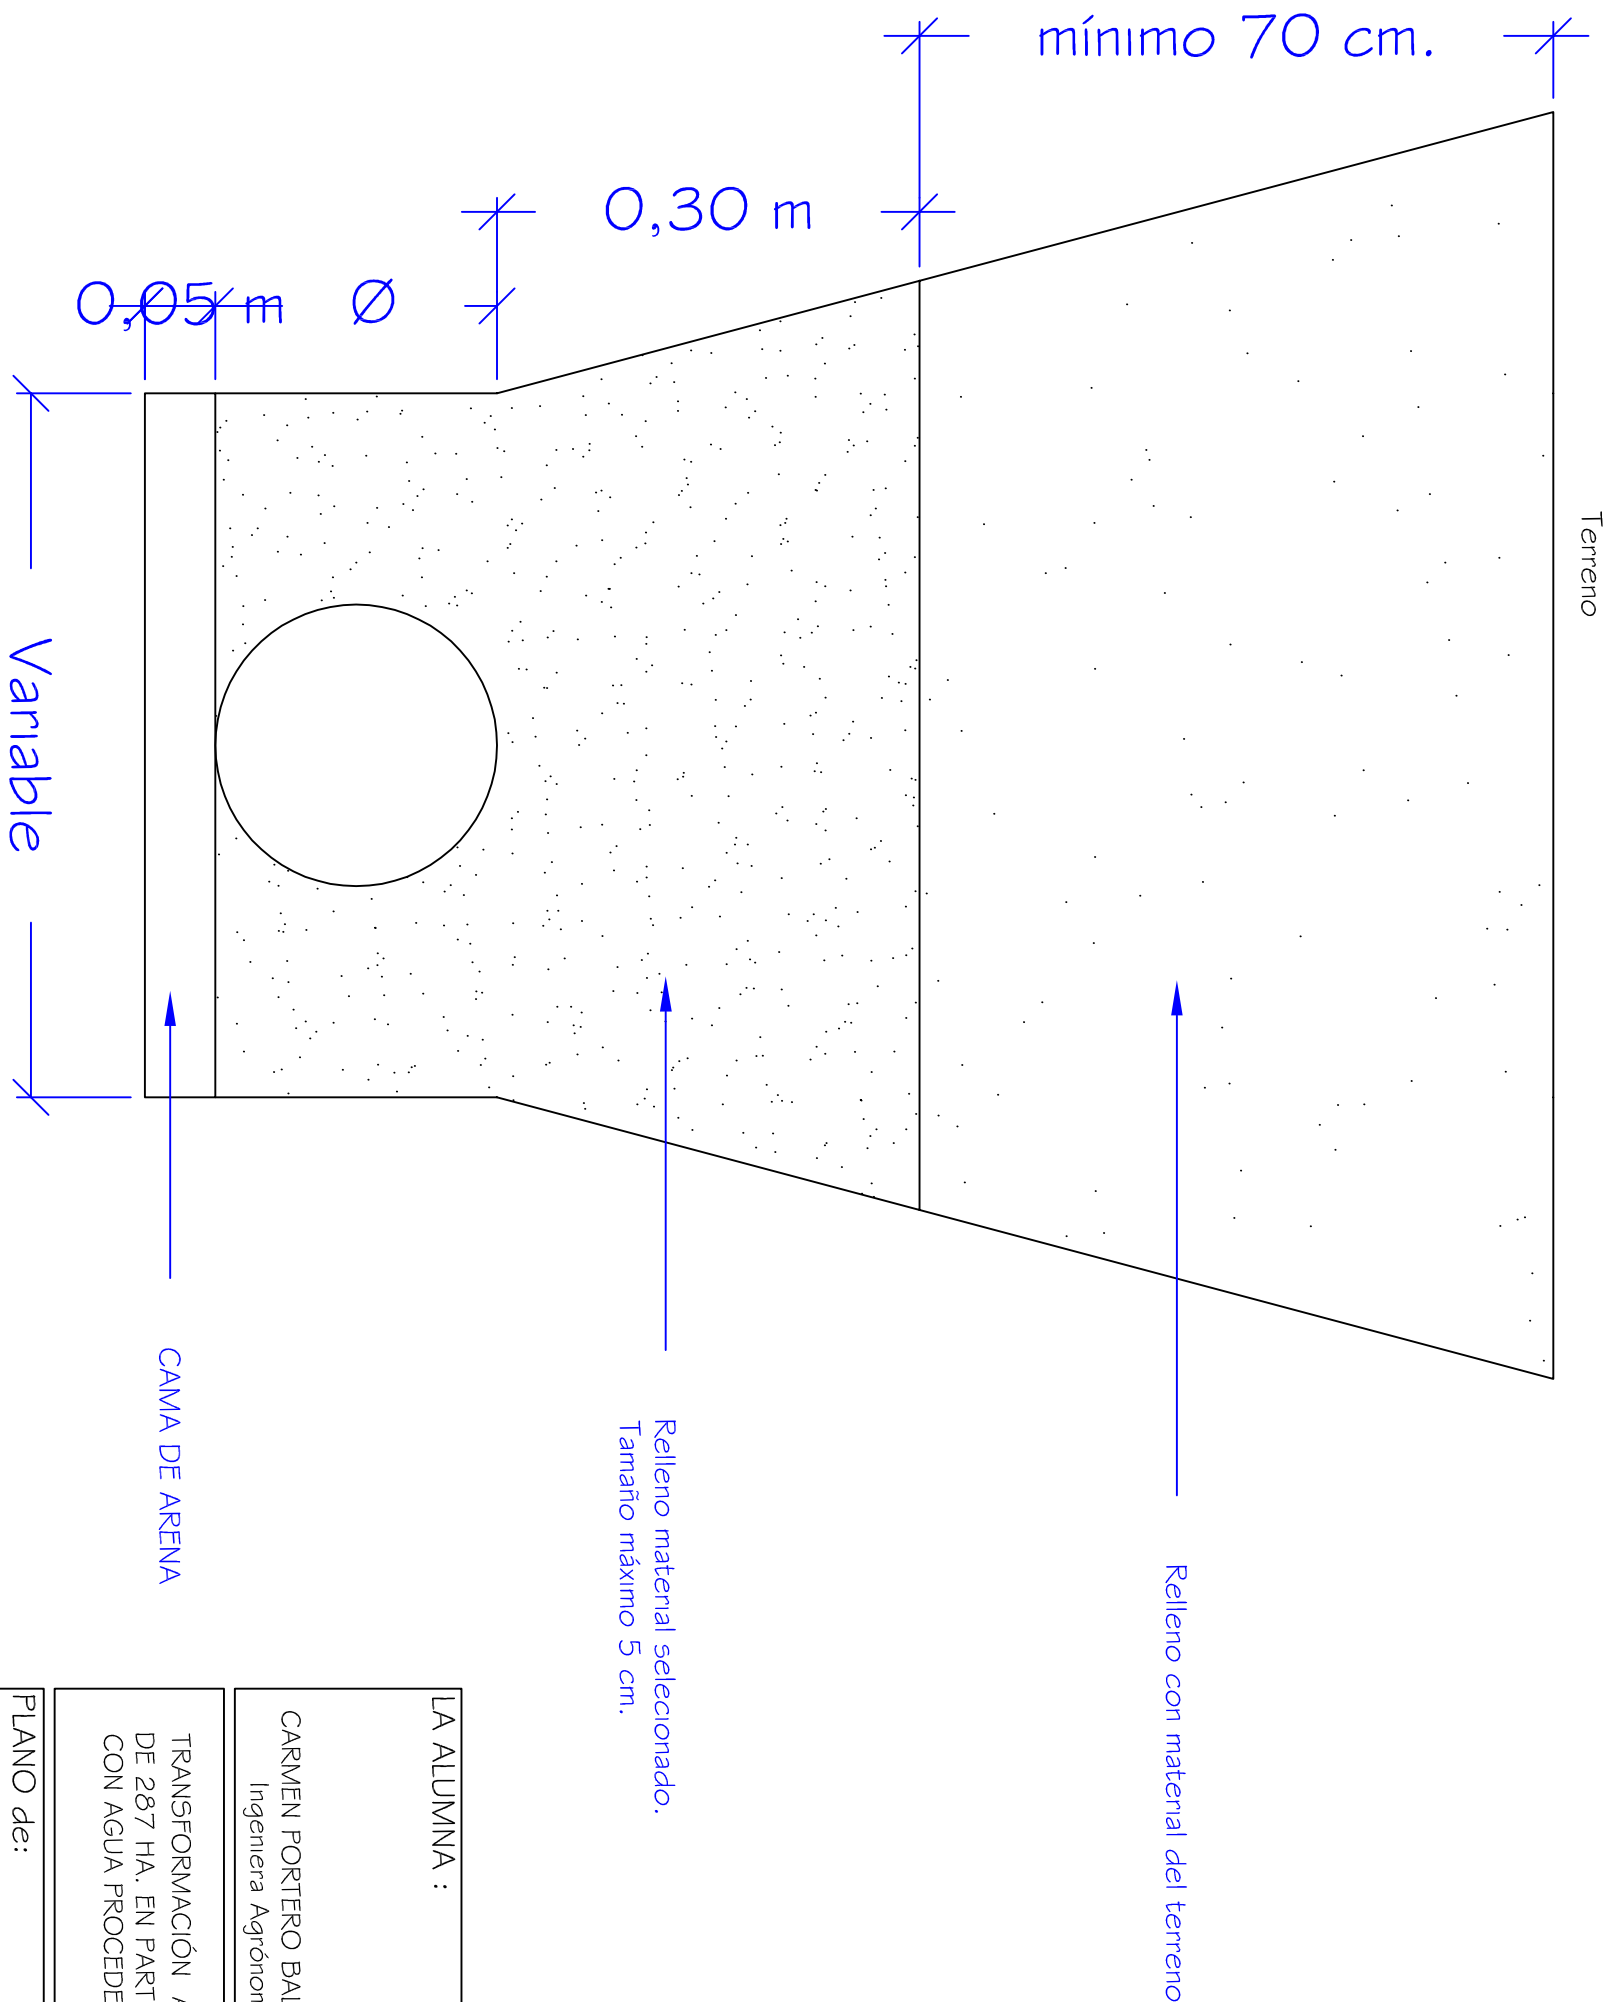 mínimo 70 cm.
0,30 m
0,05 m
Ø
Terreno
Variable
Relleno con material del terreno
Relleno material selecionado.
Tamaño máximo 5 cm.
CAMA DE ARENA
LA ALUMNA :
CARMEN PORTERO
Ingeniera
TRANSFORMACIÓN
DE 287 HA. EN
CON AGUA
PLANO de: